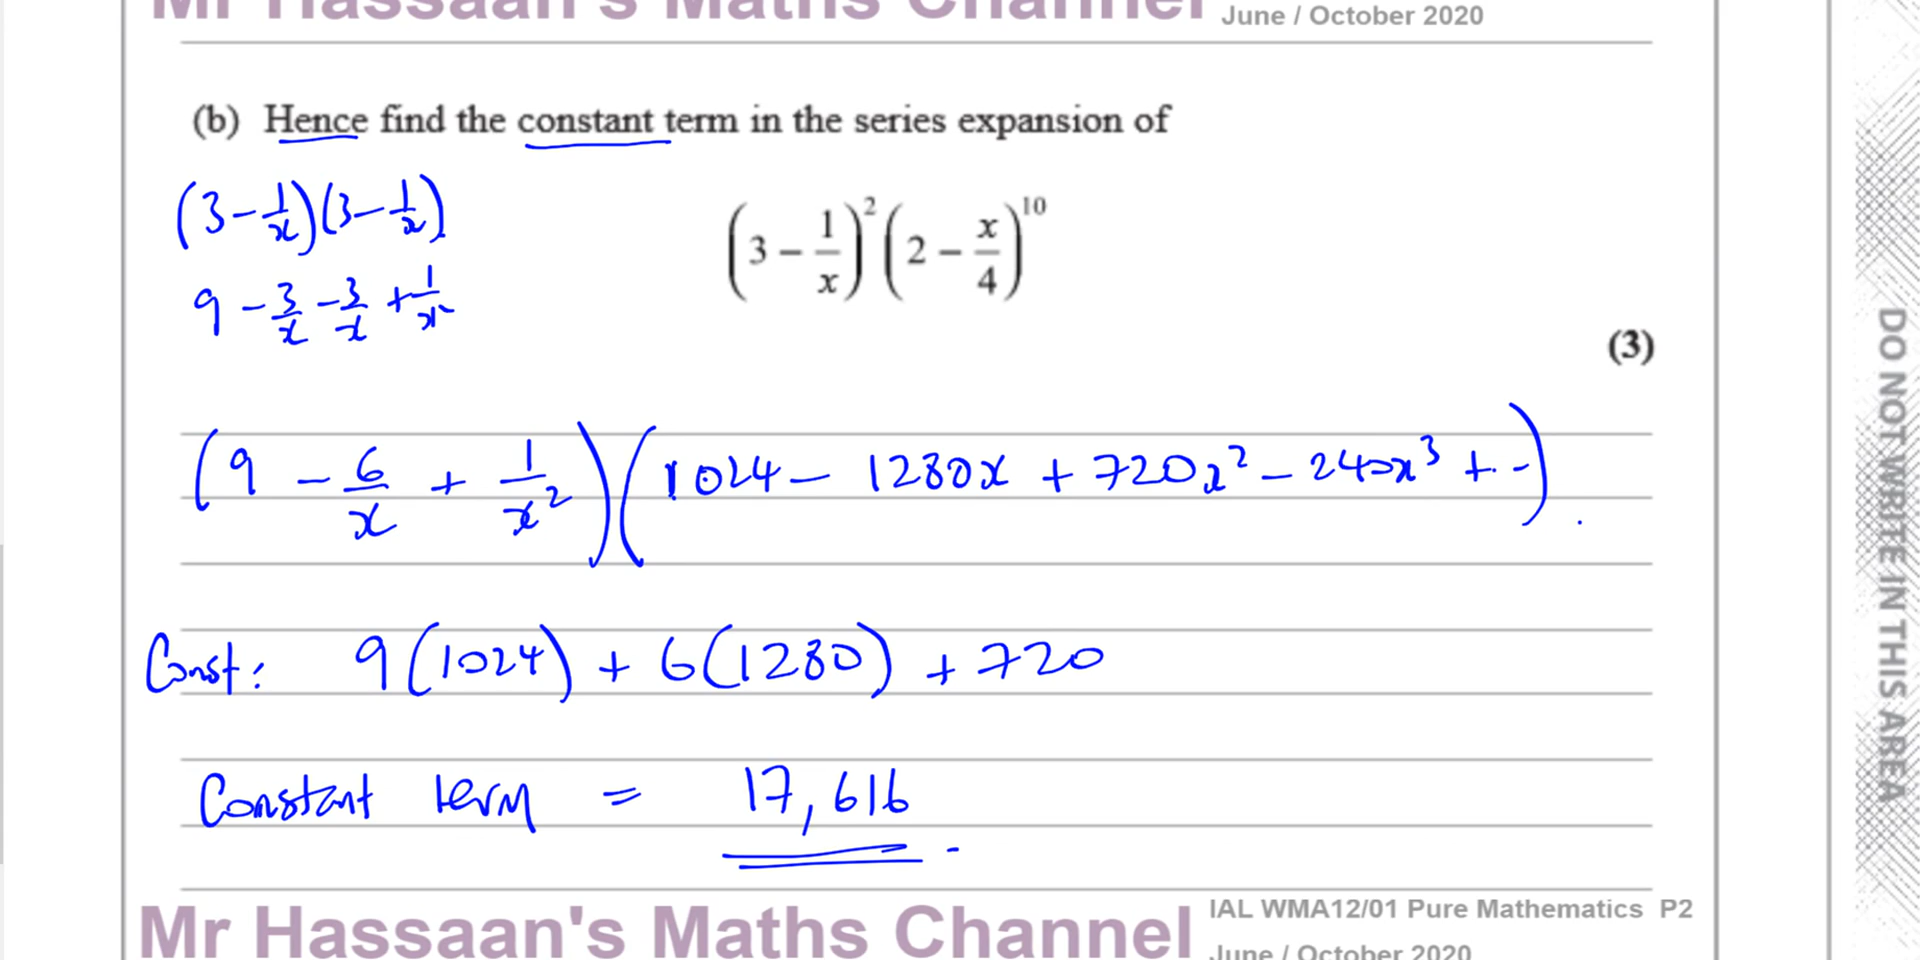 Mr Hassaan's Maths Channel
June / October 2020
(b) Hence find the constant term in the series expansion of
(3 - 1/x)(3 - 1/x)
(3 - 1/x)² (2 - x/4)¹⁰
9 - 3/x - 3/x + 1/x²
(3)
(9 - 6/x + 1/x²)(1024 - 1280x + 720x² - 240x³ + ..)
Const: 9(1024) + 6(1280) + 720
Constant term = 17,616
DO NOT WRITE IN THIS AREA
Mr Hassaan's Maths Channel
IAL WMA12/01 Pure Mathematics P2
June / October 2020